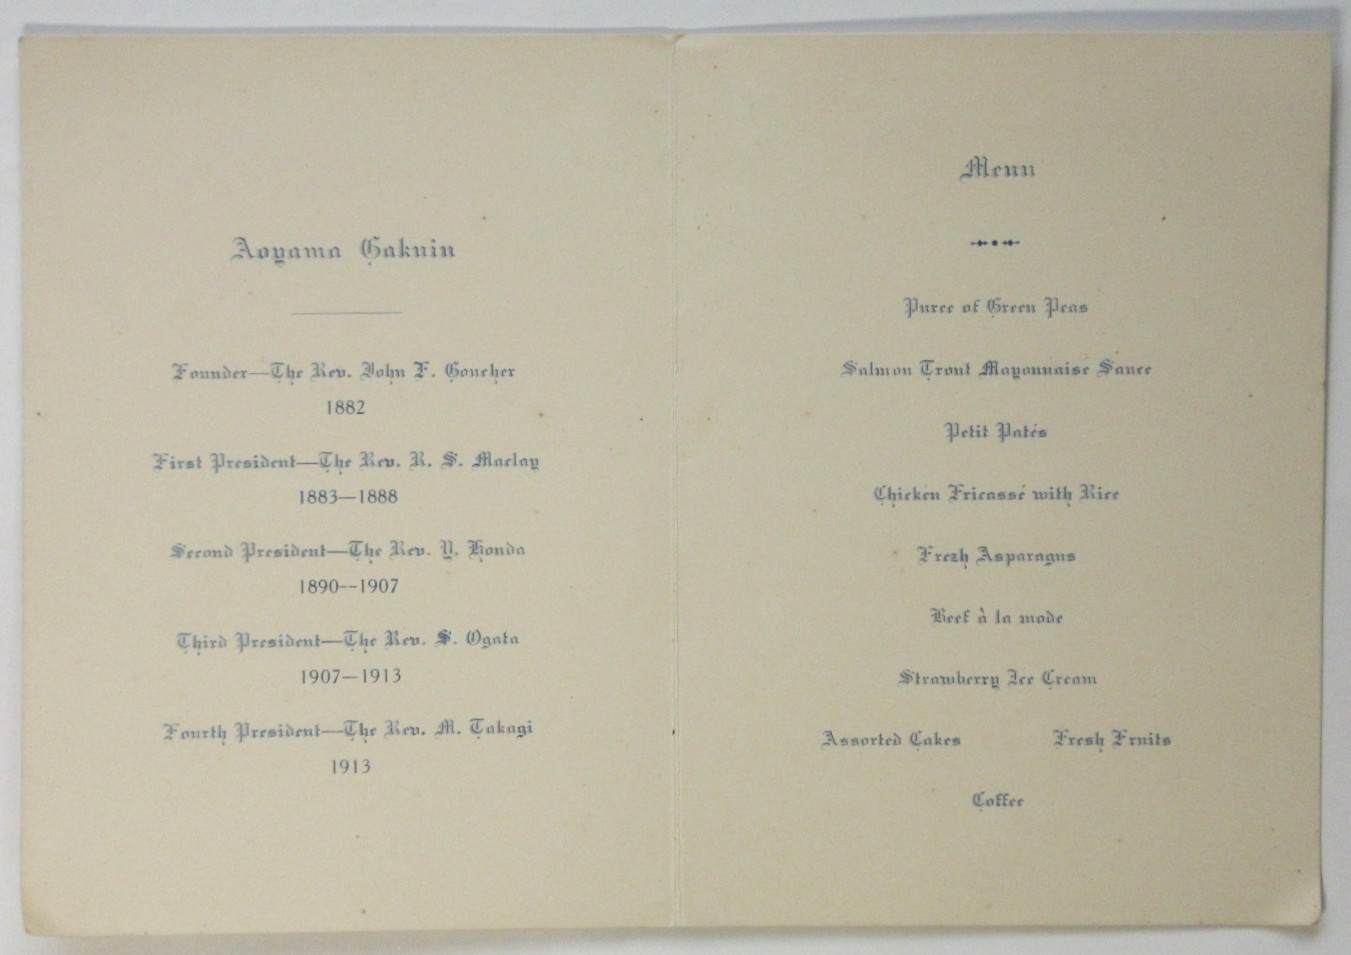 Aoyama Gakuin
Founder—The Rev. John F. Goucher
1882
First President—The Rev. R. S. Maclay
1883—1888
Second President—The Rev. Y. Honda
1890--1907
Third President—The Rev. S. Ogata
1907—1913
Fourth President—The Rev. M. Takagi
1913
Menu
Puree of Green Peas
Salmon Trout Mayonnaise Sauce
Petit Patés
Chicken Fricassé with Rice
Frezh Asparagus
Beef à la mode
Strawberry Ice Cream
Assorted Cakes Fresh Fruits
Coffee